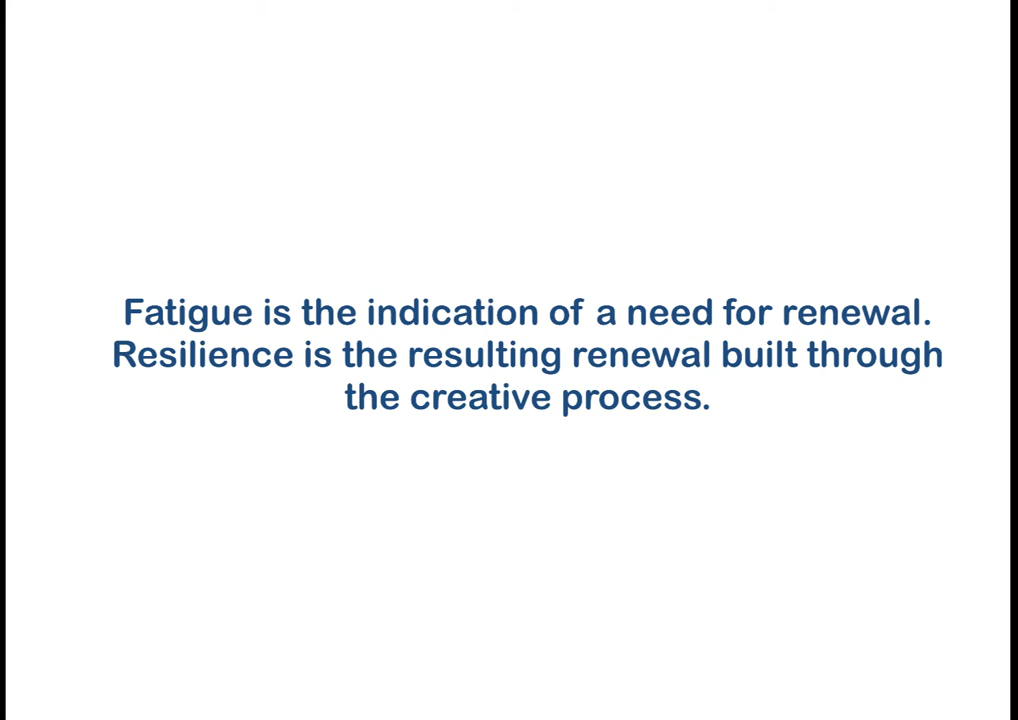 Fatigue is the indication of a need for renewal.
Resilience is the resulting renewal built through
the creative process.